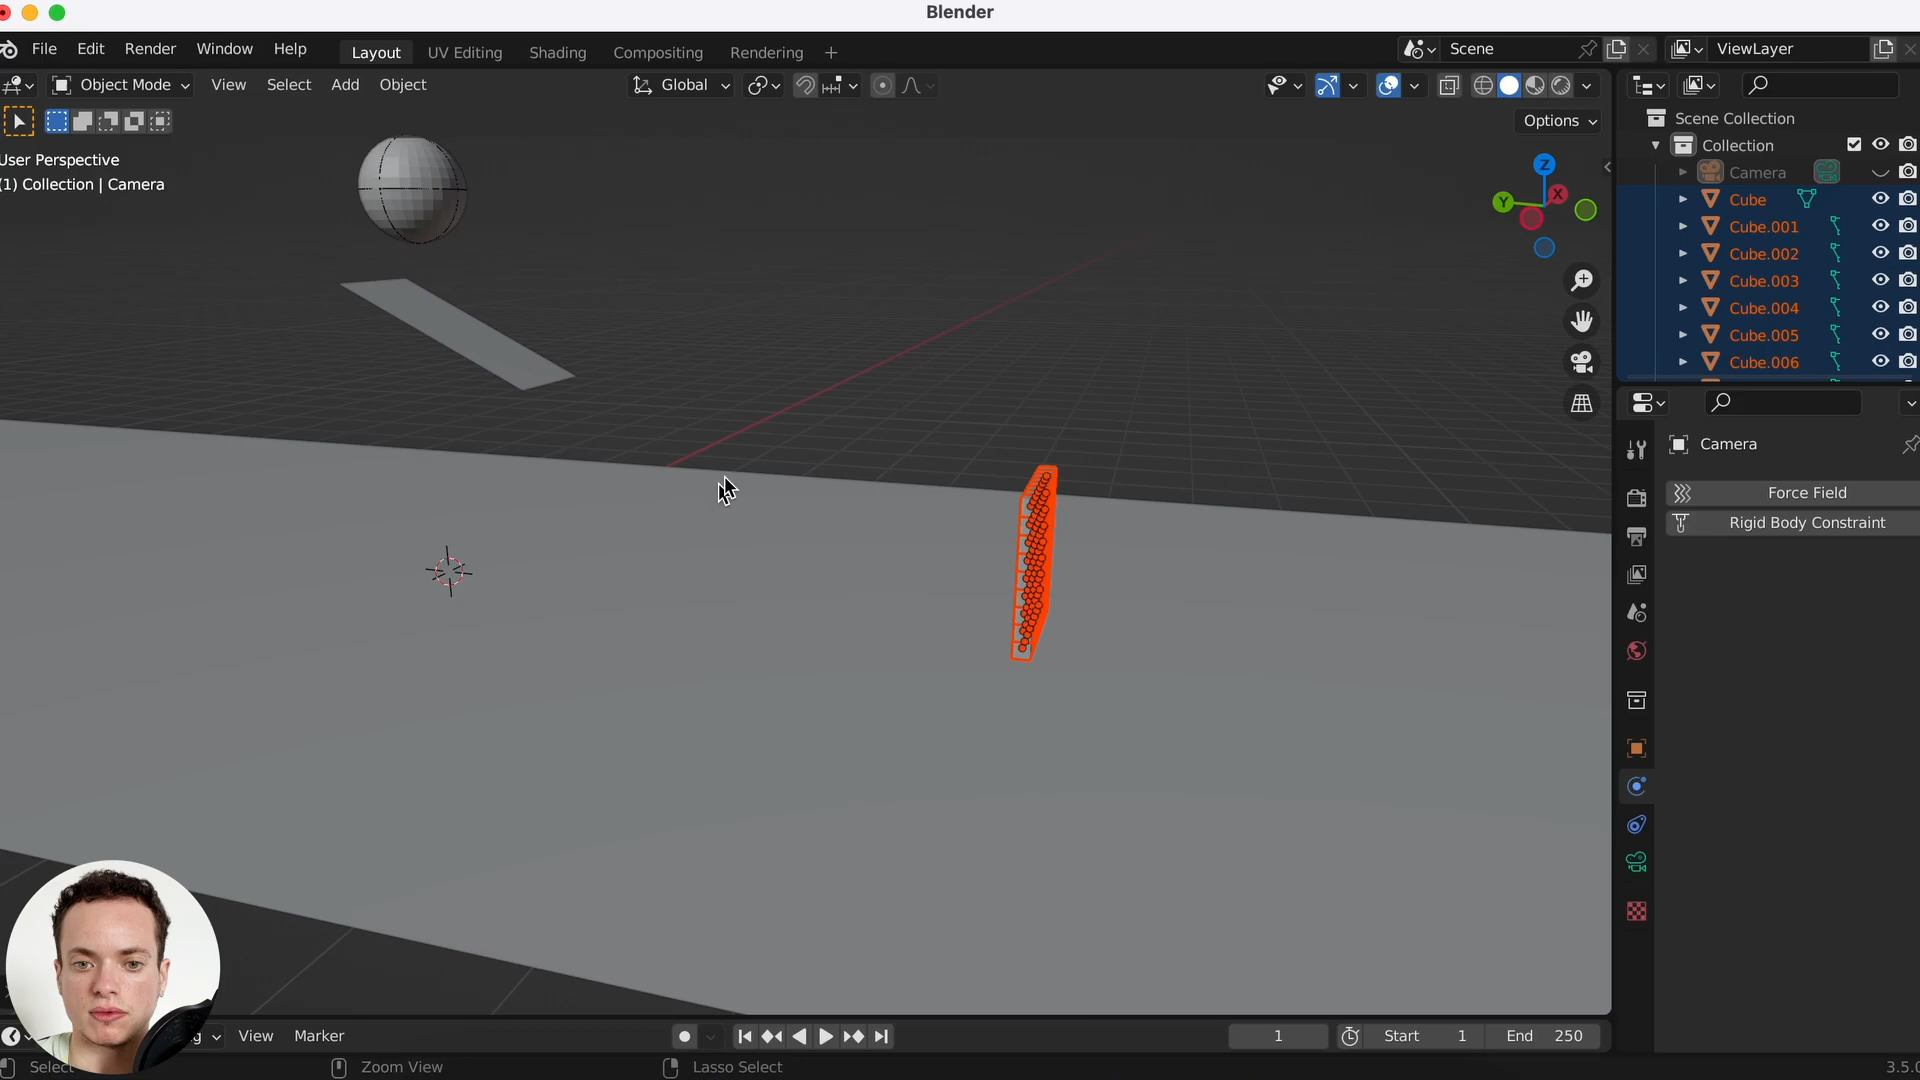 Blender
File Edit Render Window Help
Layout UV Editing Shading Compositing Rendering +
Scene
ViewLayer
Object Mode View Select Add Object
Global
Options
User Perspective
(1) Collection | Camera
Z
X
Y
Scene Collection
Collection
Camera
Cube
Cube.001
Cube.002
Cube.003
Cube.004
Cube.005
Cube.006
Camera
Force Field
Rigid Body Constraint
View Marker
1
Start 1
End 250
Select
Zoom View
Lasso Select